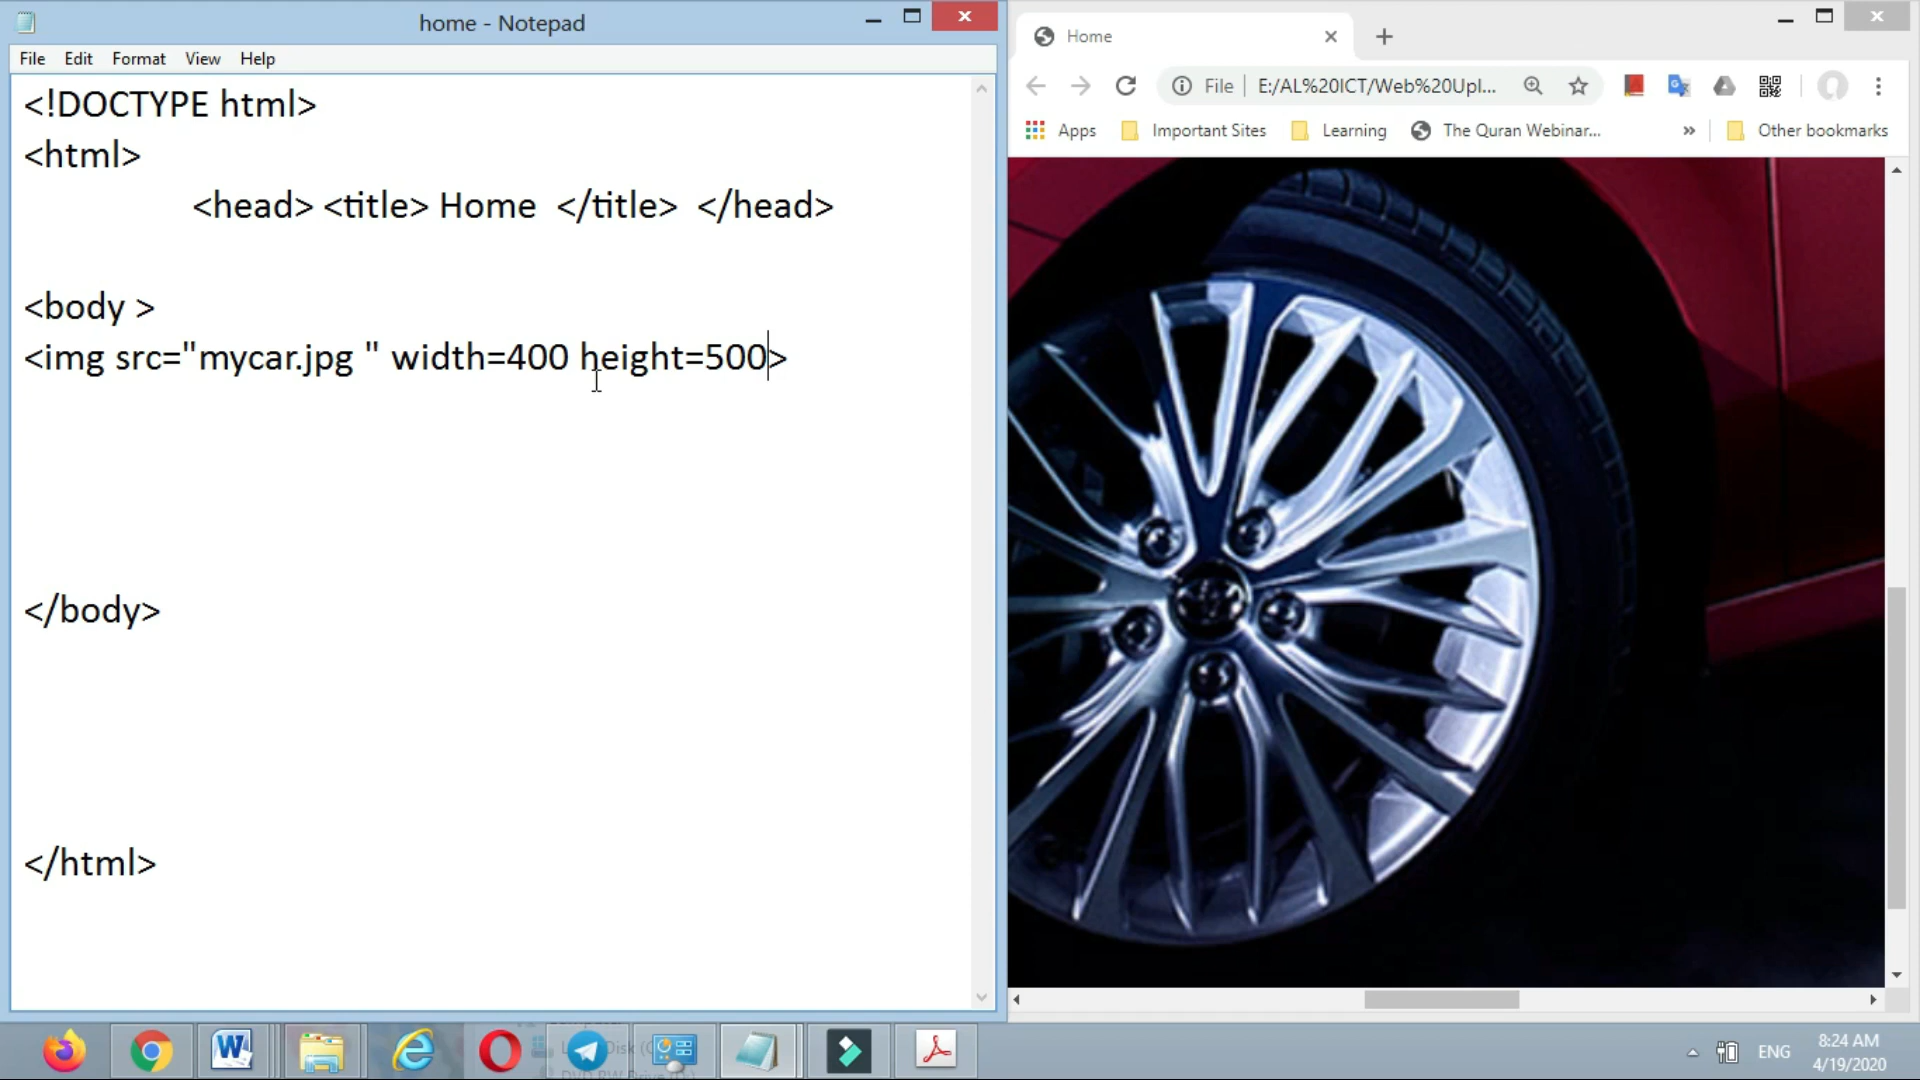 home - Notepad
File Edit Format View Help
<!DOCTYPE html>
<html>
<head> <title> Home </title> </head>
<body >
<img src="mycar.jpg " width=400 height=500>
</body>
</html>
Home
File E:/AL%20ICT/Web%20Upl...
Apps Important Sites Learning The Quran Webinar... » Other bookmarks
ENG
8:24 AM
4/19/2020